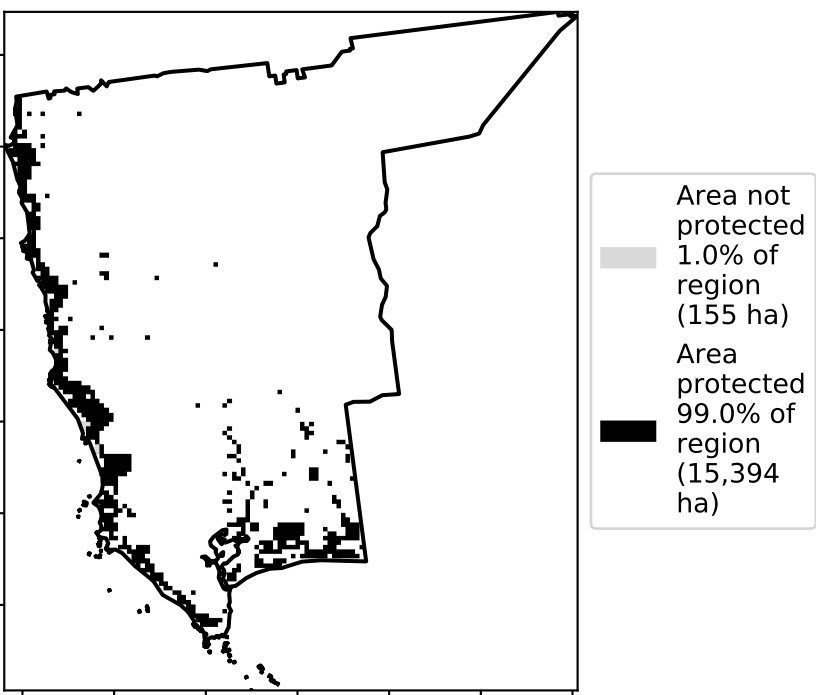 Area not
protected
1.0% of
region
(155 ha)
Area
protected
99.0% of
region
(15,394
ha)